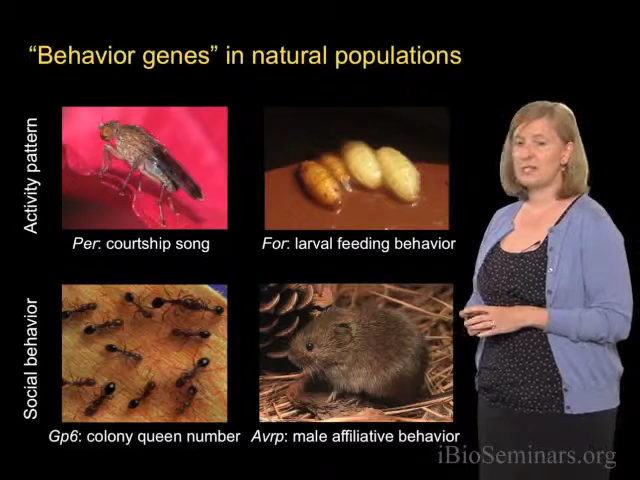 “Behavior genes” in natural populations
Activity pattern
Per: courtship song
For: larval feeding behavior
Social behavior
Gp6: colony queen number
Avrp: male affiliative behavior
iBioSeminars.org